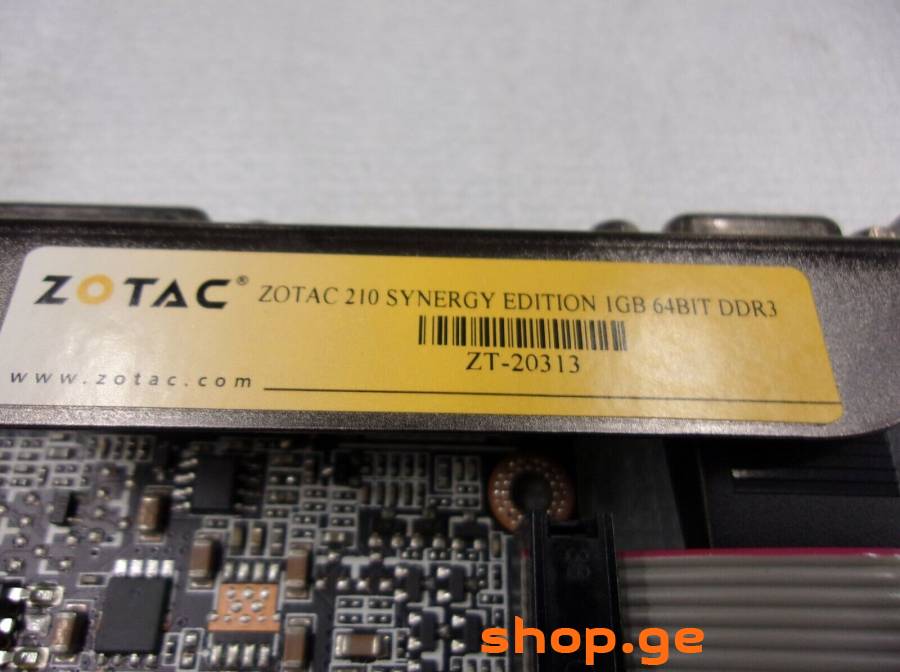 ZOTAC® ZOTAC 210 SYNERGY EDITION 1GB 64BIT DDR3
ZT-20313
www.zotac.com
shop.ge